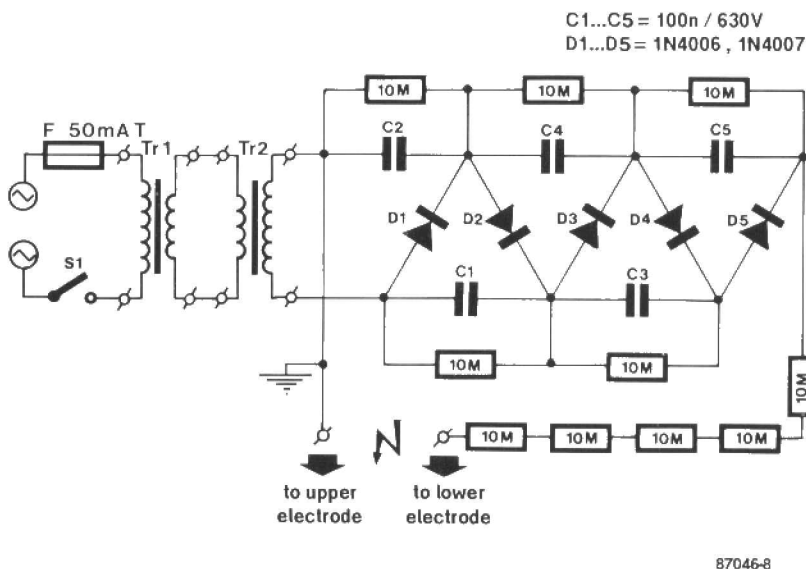 C1...C5 = 100n / 630V
D1...D5 = 1N4006 , 1N4007
10M
10M
10M
F 50mA T
Tr1
Tr2
C2
C4
C5
D1
D2
D3
D4
D5
S1
C1
C3
10M
10M
10M
10M
10M
10M
10M
to upper
electrode
to lower
electrode
87046-8